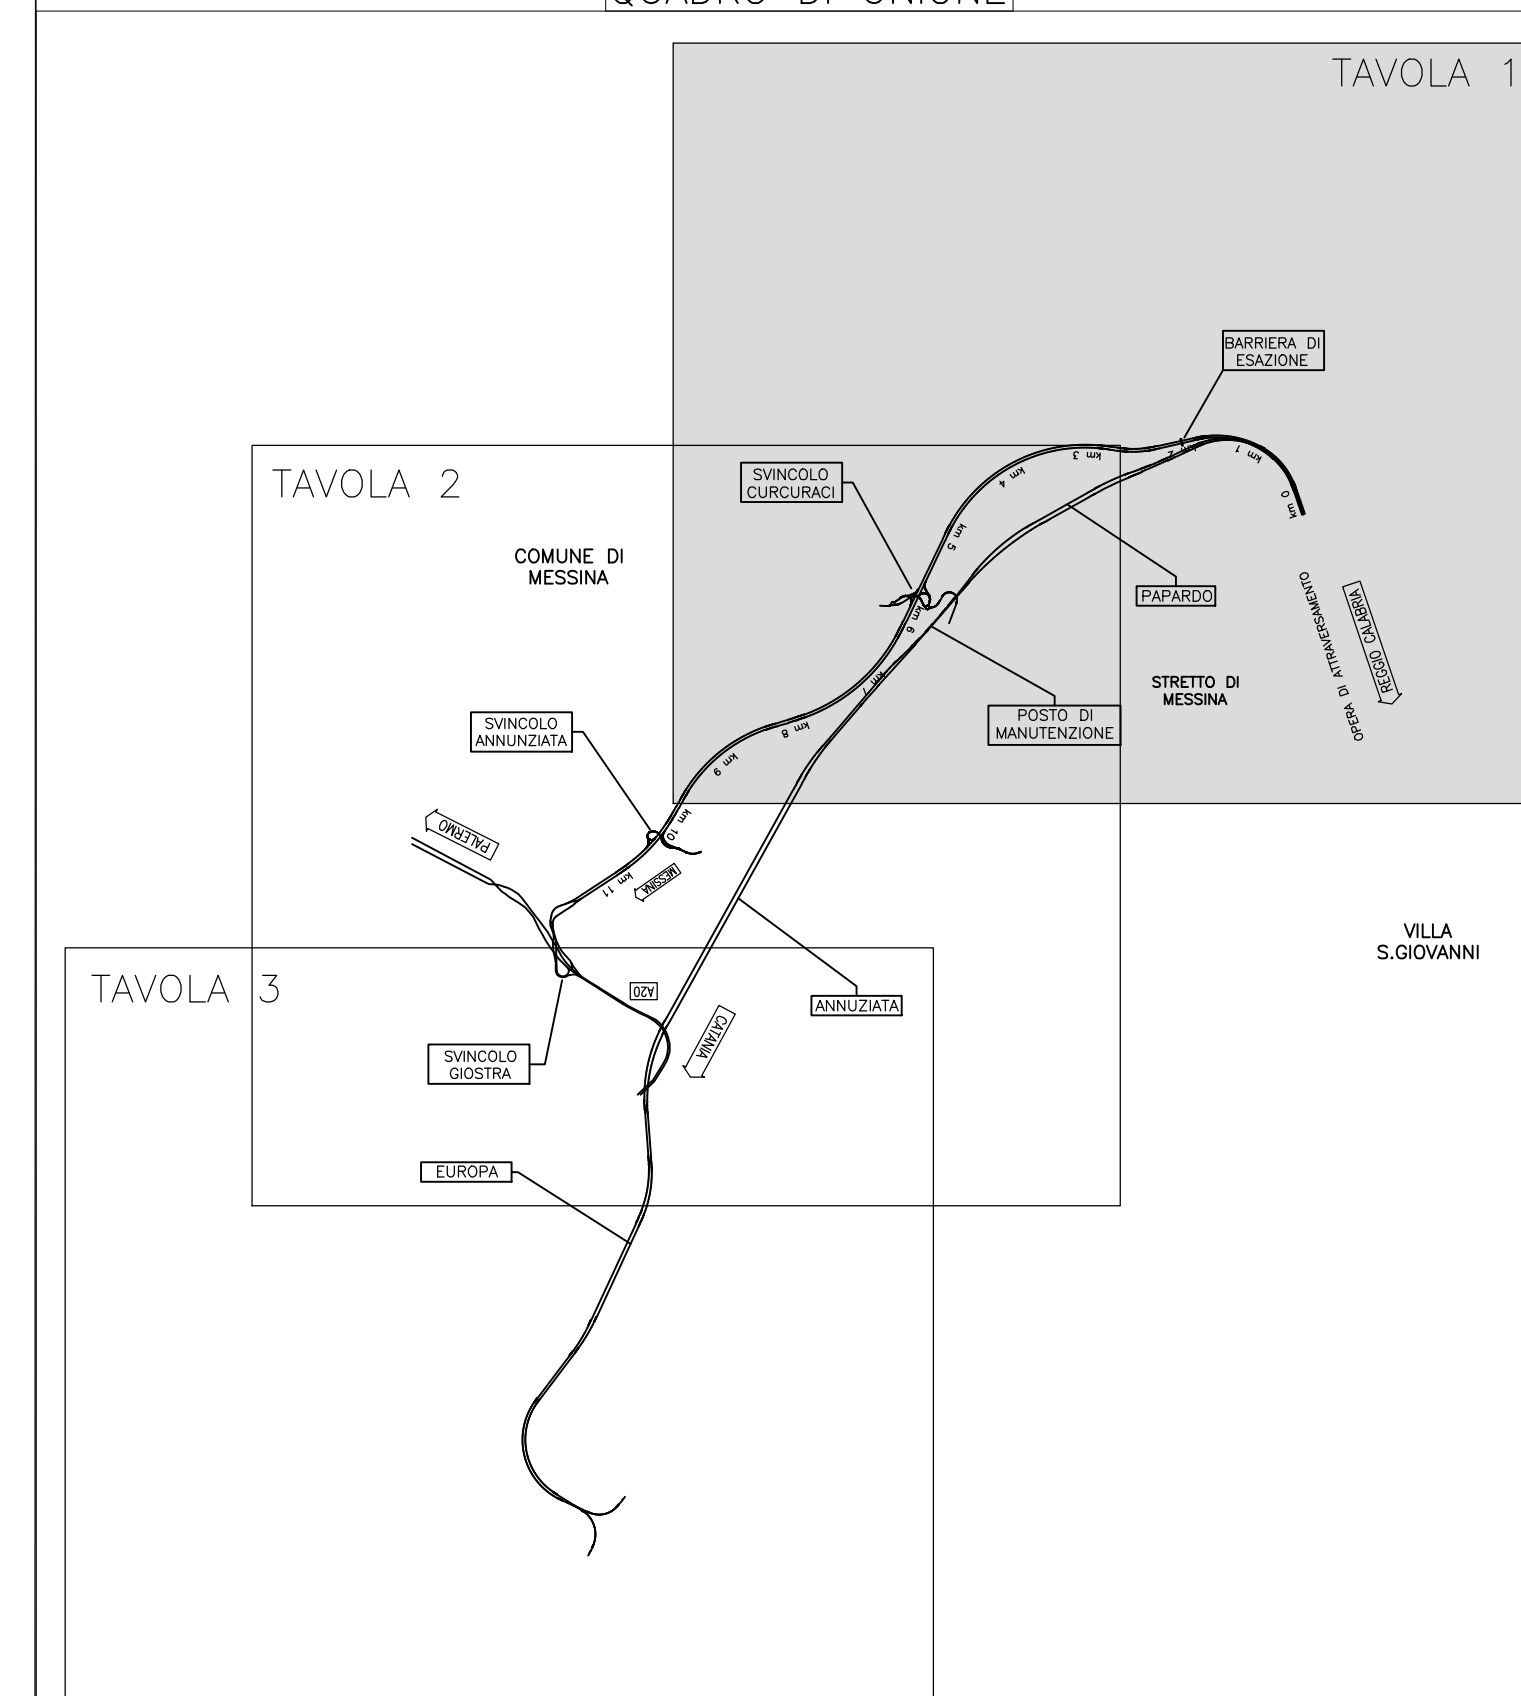 QUADRO DI UNIONE
TAVOLA 1
BARRIERA DI
ESAZIONE
TAVOLA 2
SVINCOLO
CURCURACI
COMUNE DI
MESSINA
km 0
km 1
km 2
km 3
km 4
km 5
km 6
km 7
km 8
km 9
km 10
km 11
PAPARDO
OPERA DI ATTRAVERSAMENTO
REGGIO CALABRIA
STRETTO DI
MESSINA
POSTO DI
MANUTENZIONE
SVINCOLO
ANNUNZIATA
PALERMO
MESSINA
VILLA
S.GIOVANNI
TAVOLA 3
A20
ANNUZIATA
CATANIA
SVINCOLO
GIOSTRA
EUROPA